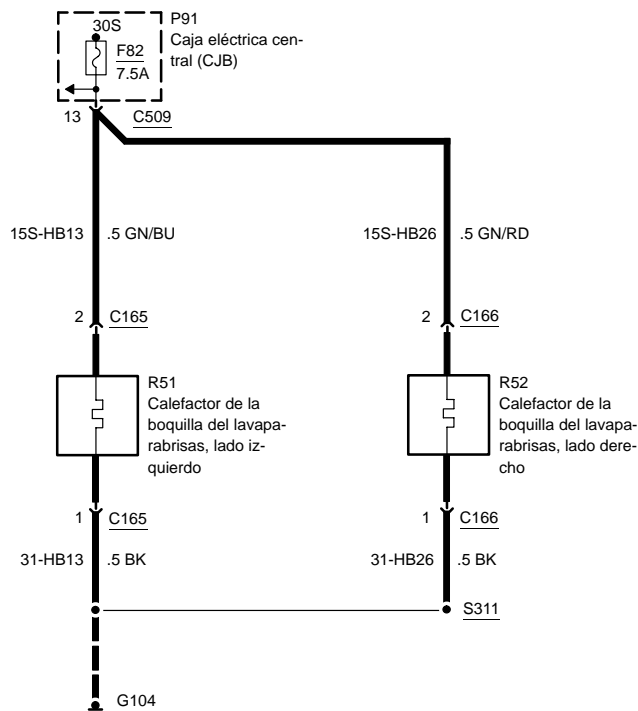 30S
F82
7.5A
P91
Caja eléctrica cen-
tral (CJB)
13 C509
15S-HB13 .5 GN/BU
15S-HB26 .5 GN/RD
2 C165
2 C166
R51
Calefactor de la
boquilla del lavapa-
rabrisas, lado iz-
quierdo
R52
Calefactor de la
boquilla del lavapa-
rabrisas, lado dere-
cho
1 C165
1 C166
31-HB13 .5 BK
31-HB26 .5 BK
S311
G104